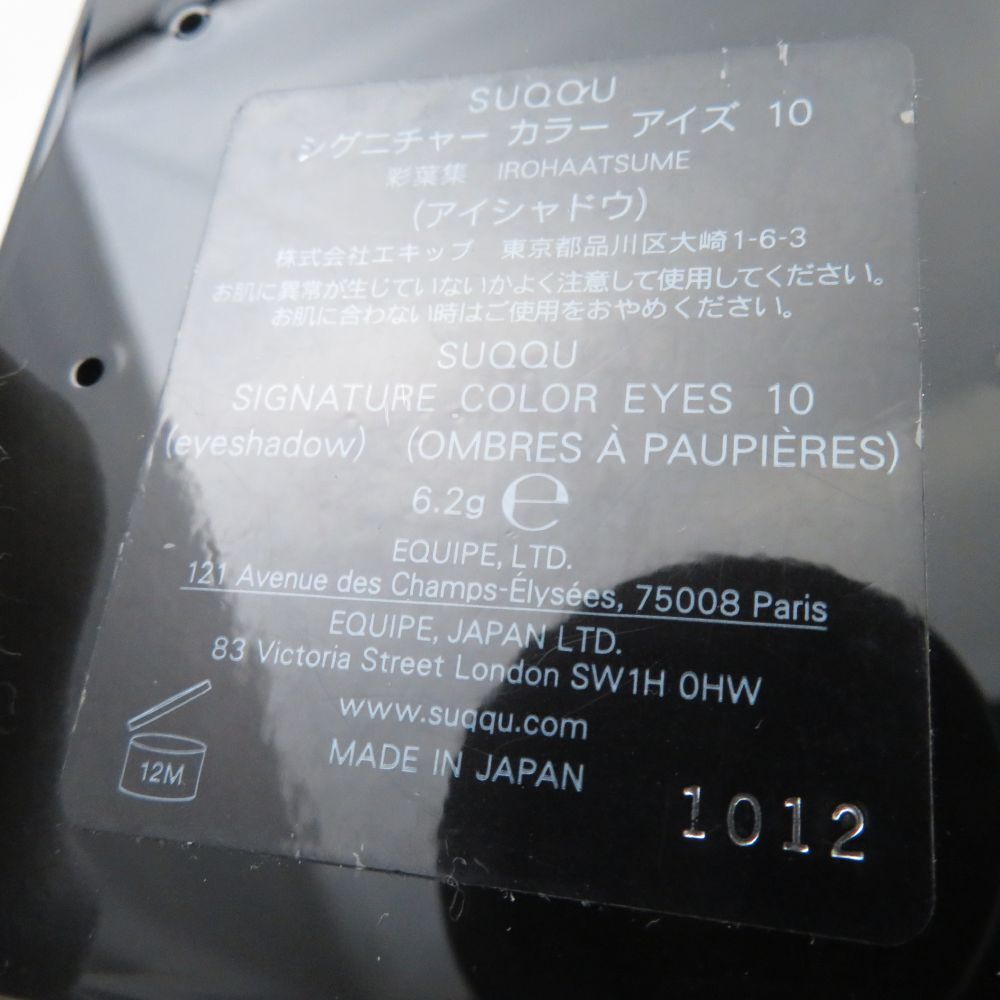 SUQQU
シグニチャー カラー アイズ 10
彩葉集 IROHAATSUME
(アイシャドウ)
株式会社エキップ 東京都品川区大崎1-6-3
お肌に異常が生じていないかよく注意して使用してください。
お肌に合わない時はご使用をおやめください。
SUQQU
SIGNATURE COLOR EYES 10
(eyeshadow) (OMBRES À PAUPIÈRES)
6.2g ℮
EQUIPE, LTD.
121 Avenue des Champs-Élysées, 75008 Paris
EQUIPE, JAPAN LTD.
83 Victoria Street London SW1H 0HW
www.suqqu.com
MADE IN JAPAN
12M
1012